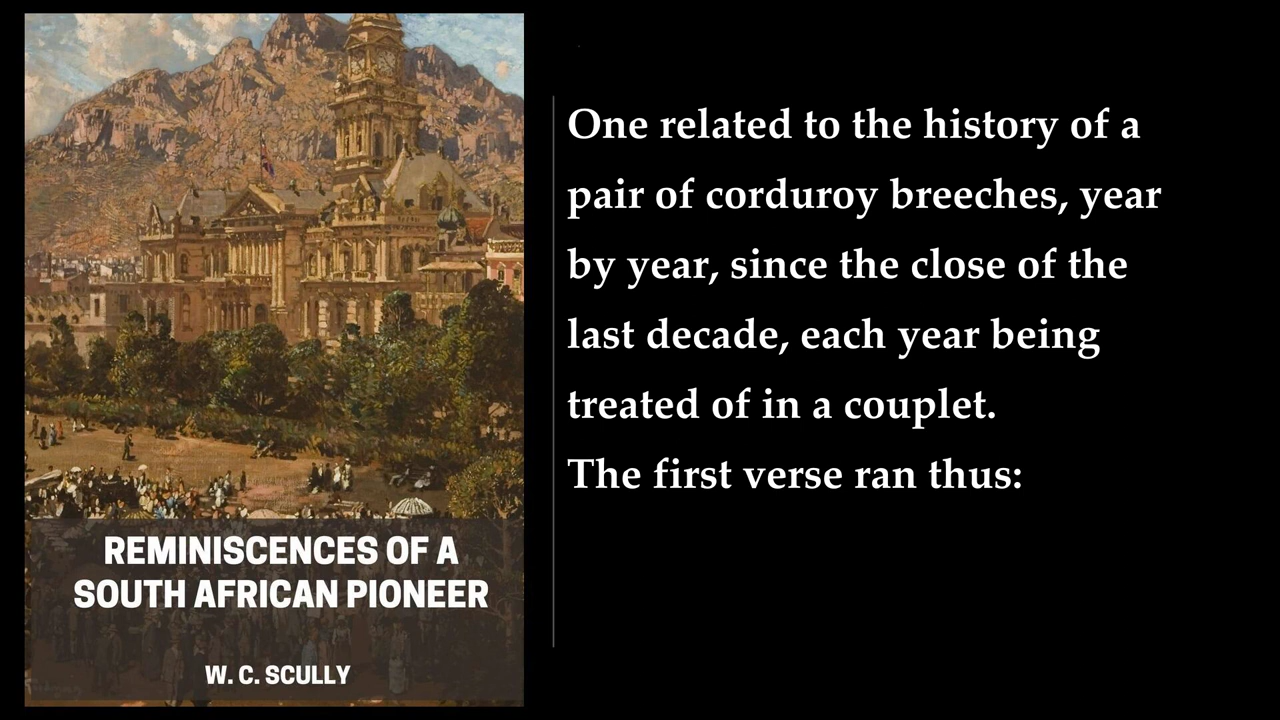 One related to the history of a
pair of corduroy breeches, year
by year, since the close of the
last decade, each year being
treated of in a couplet.
The first verse ran thus:
REMINISCENCES OF A
SOUTH AFRICAN PIONEER
W. C. SCULLY